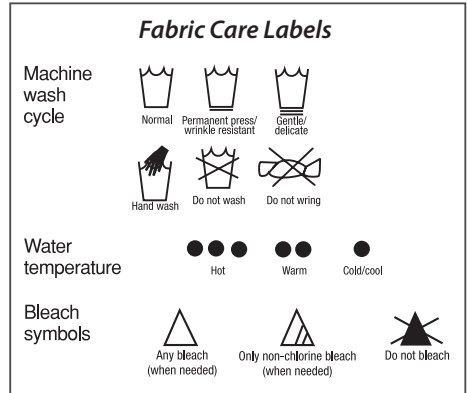 Fabric Care Labels
Machine
wash
cycle
Normal
Permanent press/
wrinkle resistant
Gentle/
delicate
Hand wash
Do not wash
Do not wring
Water
temperature
Hot
Warm
Cold/cool
Bleach
symbols
Any bleach
(when needed)
Only non-chlorine bleach
(when needed)
Do not bleach